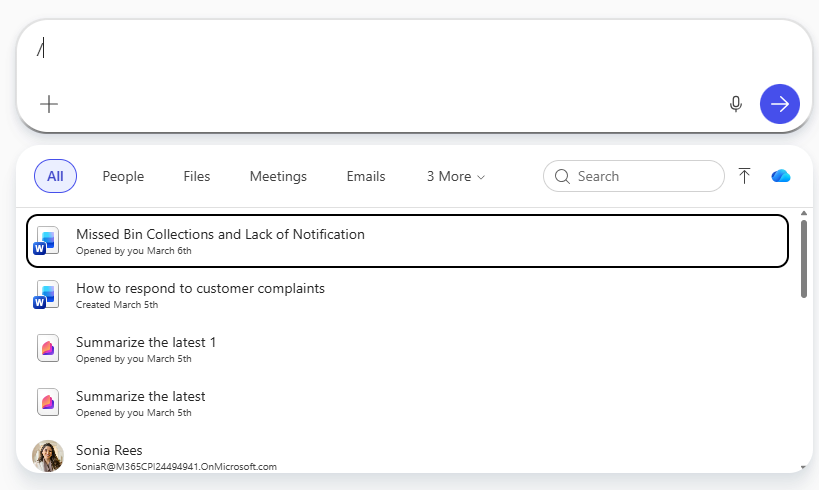 /
All People Files Meetings Emails 3 More Search
Missed Bin Collections and Lack of Notification
Opened by you March 6th
How to respond to customer complaints
Created March 5th
Summarize the latest 1
Opened by you March 5th
Summarize the latest
Opened by you March 5th
Sonia Rees
SoniaR@M365CPI24494941.OnMicrosoft.com